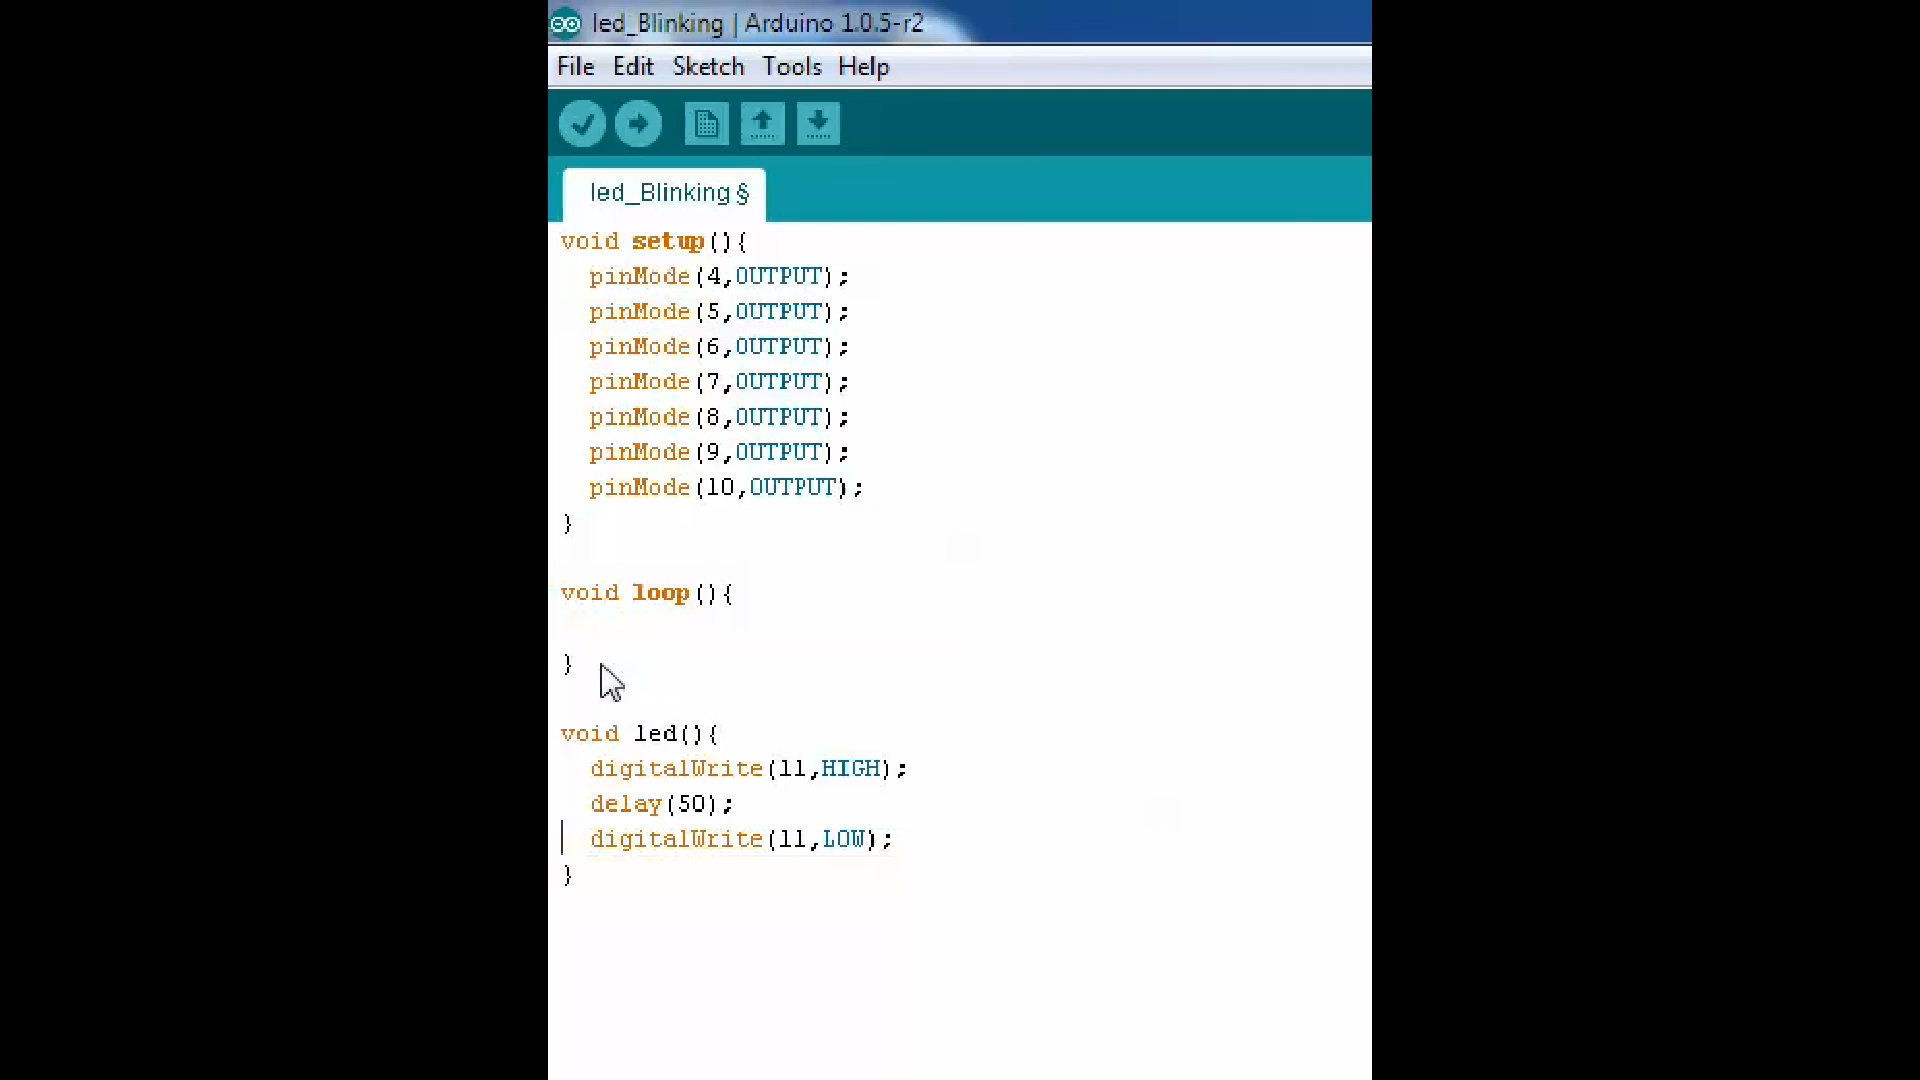 led_Blinking | Arduino 1.0.5-r2
File Edit Sketch Tools Help
led_Blinking §
void setup(){
  pinMode(4,OUTPUT);
  pinMode(5,OUTPUT);
  pinMode(6,OUTPUT);
  pinMode(7,OUTPUT);
  pinMode(8,OUTPUT);
  pinMode(9,OUTPUT);
  pinMode(10,OUTPUT);
}
void loop(){
}
void led(){
  digitalWrite(11,HIGH);
  delay(50);
  digitalWrite(11,LOW);
}